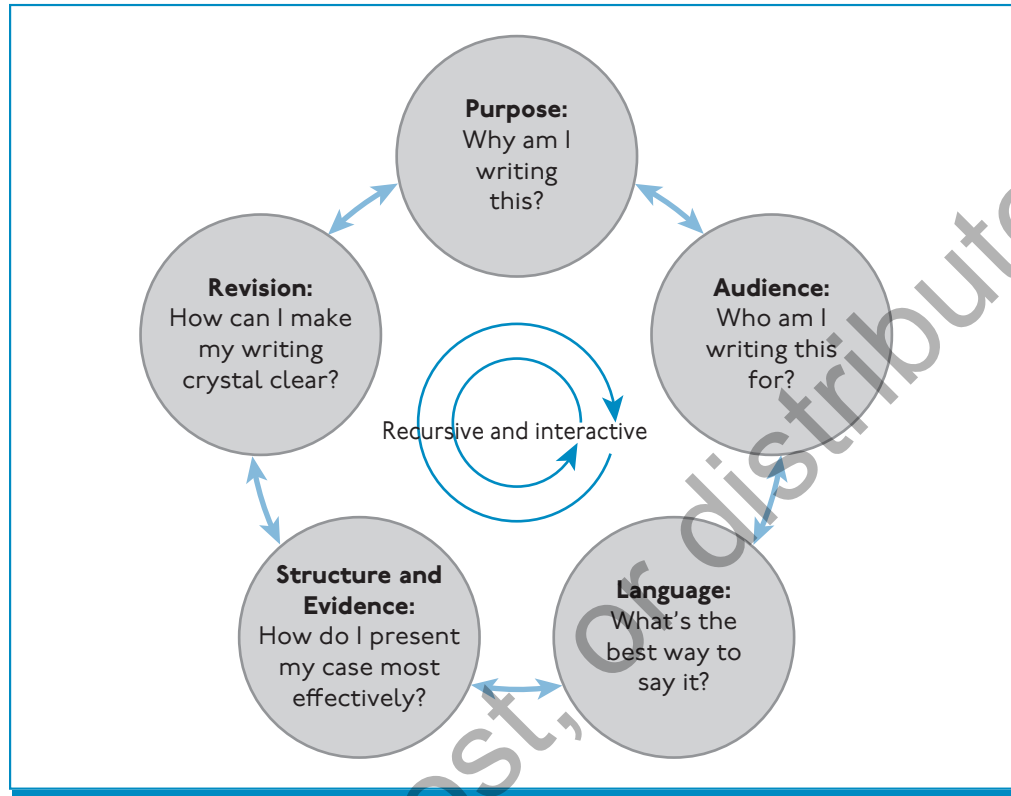 Purpose:
Why am I
writing
this?
Revision:
How can I make
my writing
crystal clear?
Audience:
Who am I
writing this
for?
Recursive and interactive
Structure and
Evidence:
How do I present
my case most
effectively?
Language:
What's the
best way to
say it?
ost, or distribute